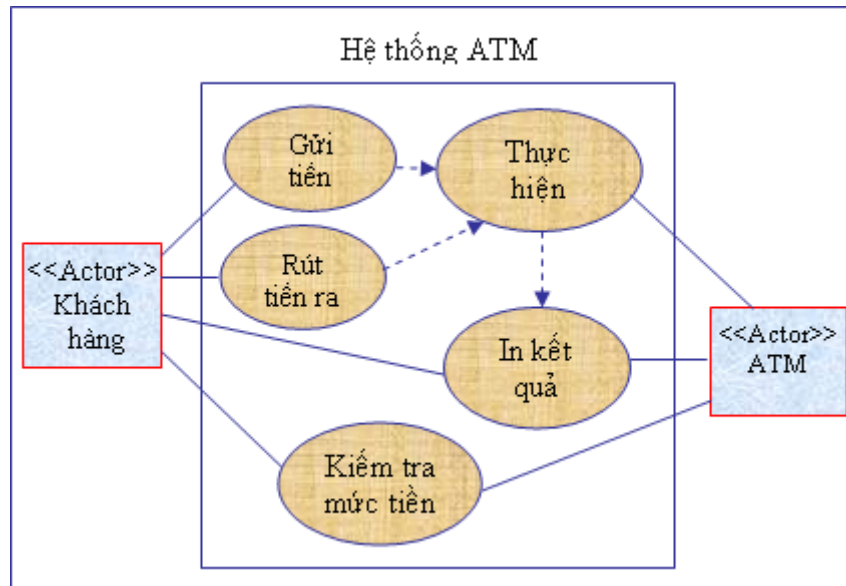 Hệ thống ATM
Gửi
tiền
Thực
hiện
<<Actor>>
Khách
hàng
Rút
tiền ra
In kết
quả
<<Actor>>
ATM
Kiểm tra
mức tiền